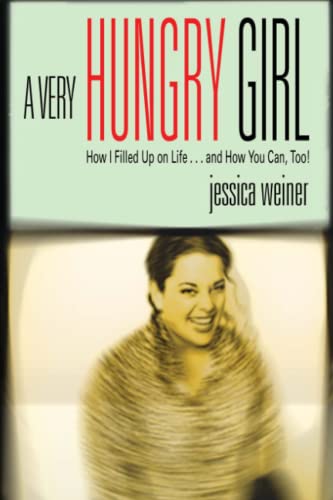 A VERY HUNGRY GIRL
How I Filled Up on Life . . . and How You Can, Too!
jessica weiner